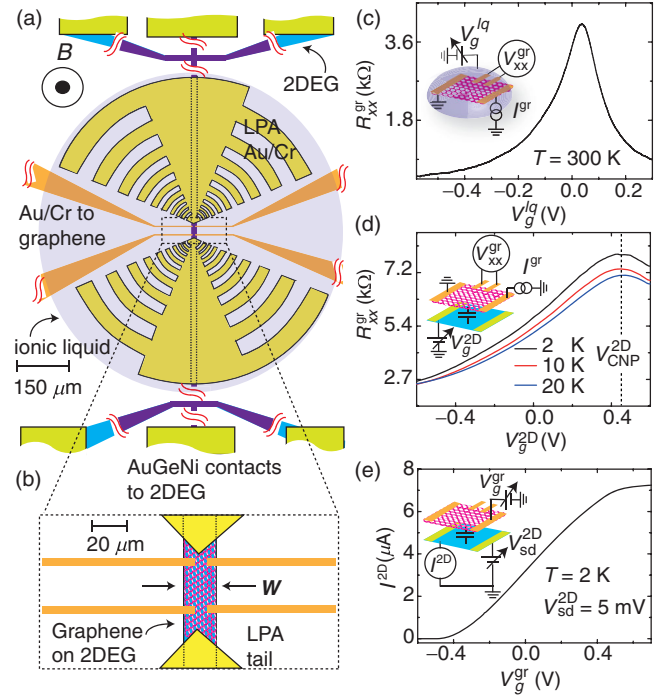 (a)
B
2DEG
LPA
Au/Cr
Au/Cr to
graphene
ionic liquid
150 μm
AuGeNi contacts
to 2DEG
(b)
20 μm
W
Graphene
on 2DEG
LPA
tail
(c)
R_xx^gr (kΩ)
3.6
1.8
V_g^lq
V_xx^gr
I^gr
T = 300 K
−0.4 −0.2 0.0 0.2
V_g^lq (V)
(d)
R_xx^gr (kΩ)
7.2
5.4
2.7
V_xx^gr
I^gr
V_g^2D
2 K
10 K
20 K
V_CNP^2D
−0.4 0.0 0.4
V_g^2D (V)
(e)
I^2D (μA)
8
6
4
2
0
V_g^gr
V_sd^2D
I^2D
T = 2 K
V_sd^2D = 5 mV
−0.4 0.0 0.4
V_g^gr (V)